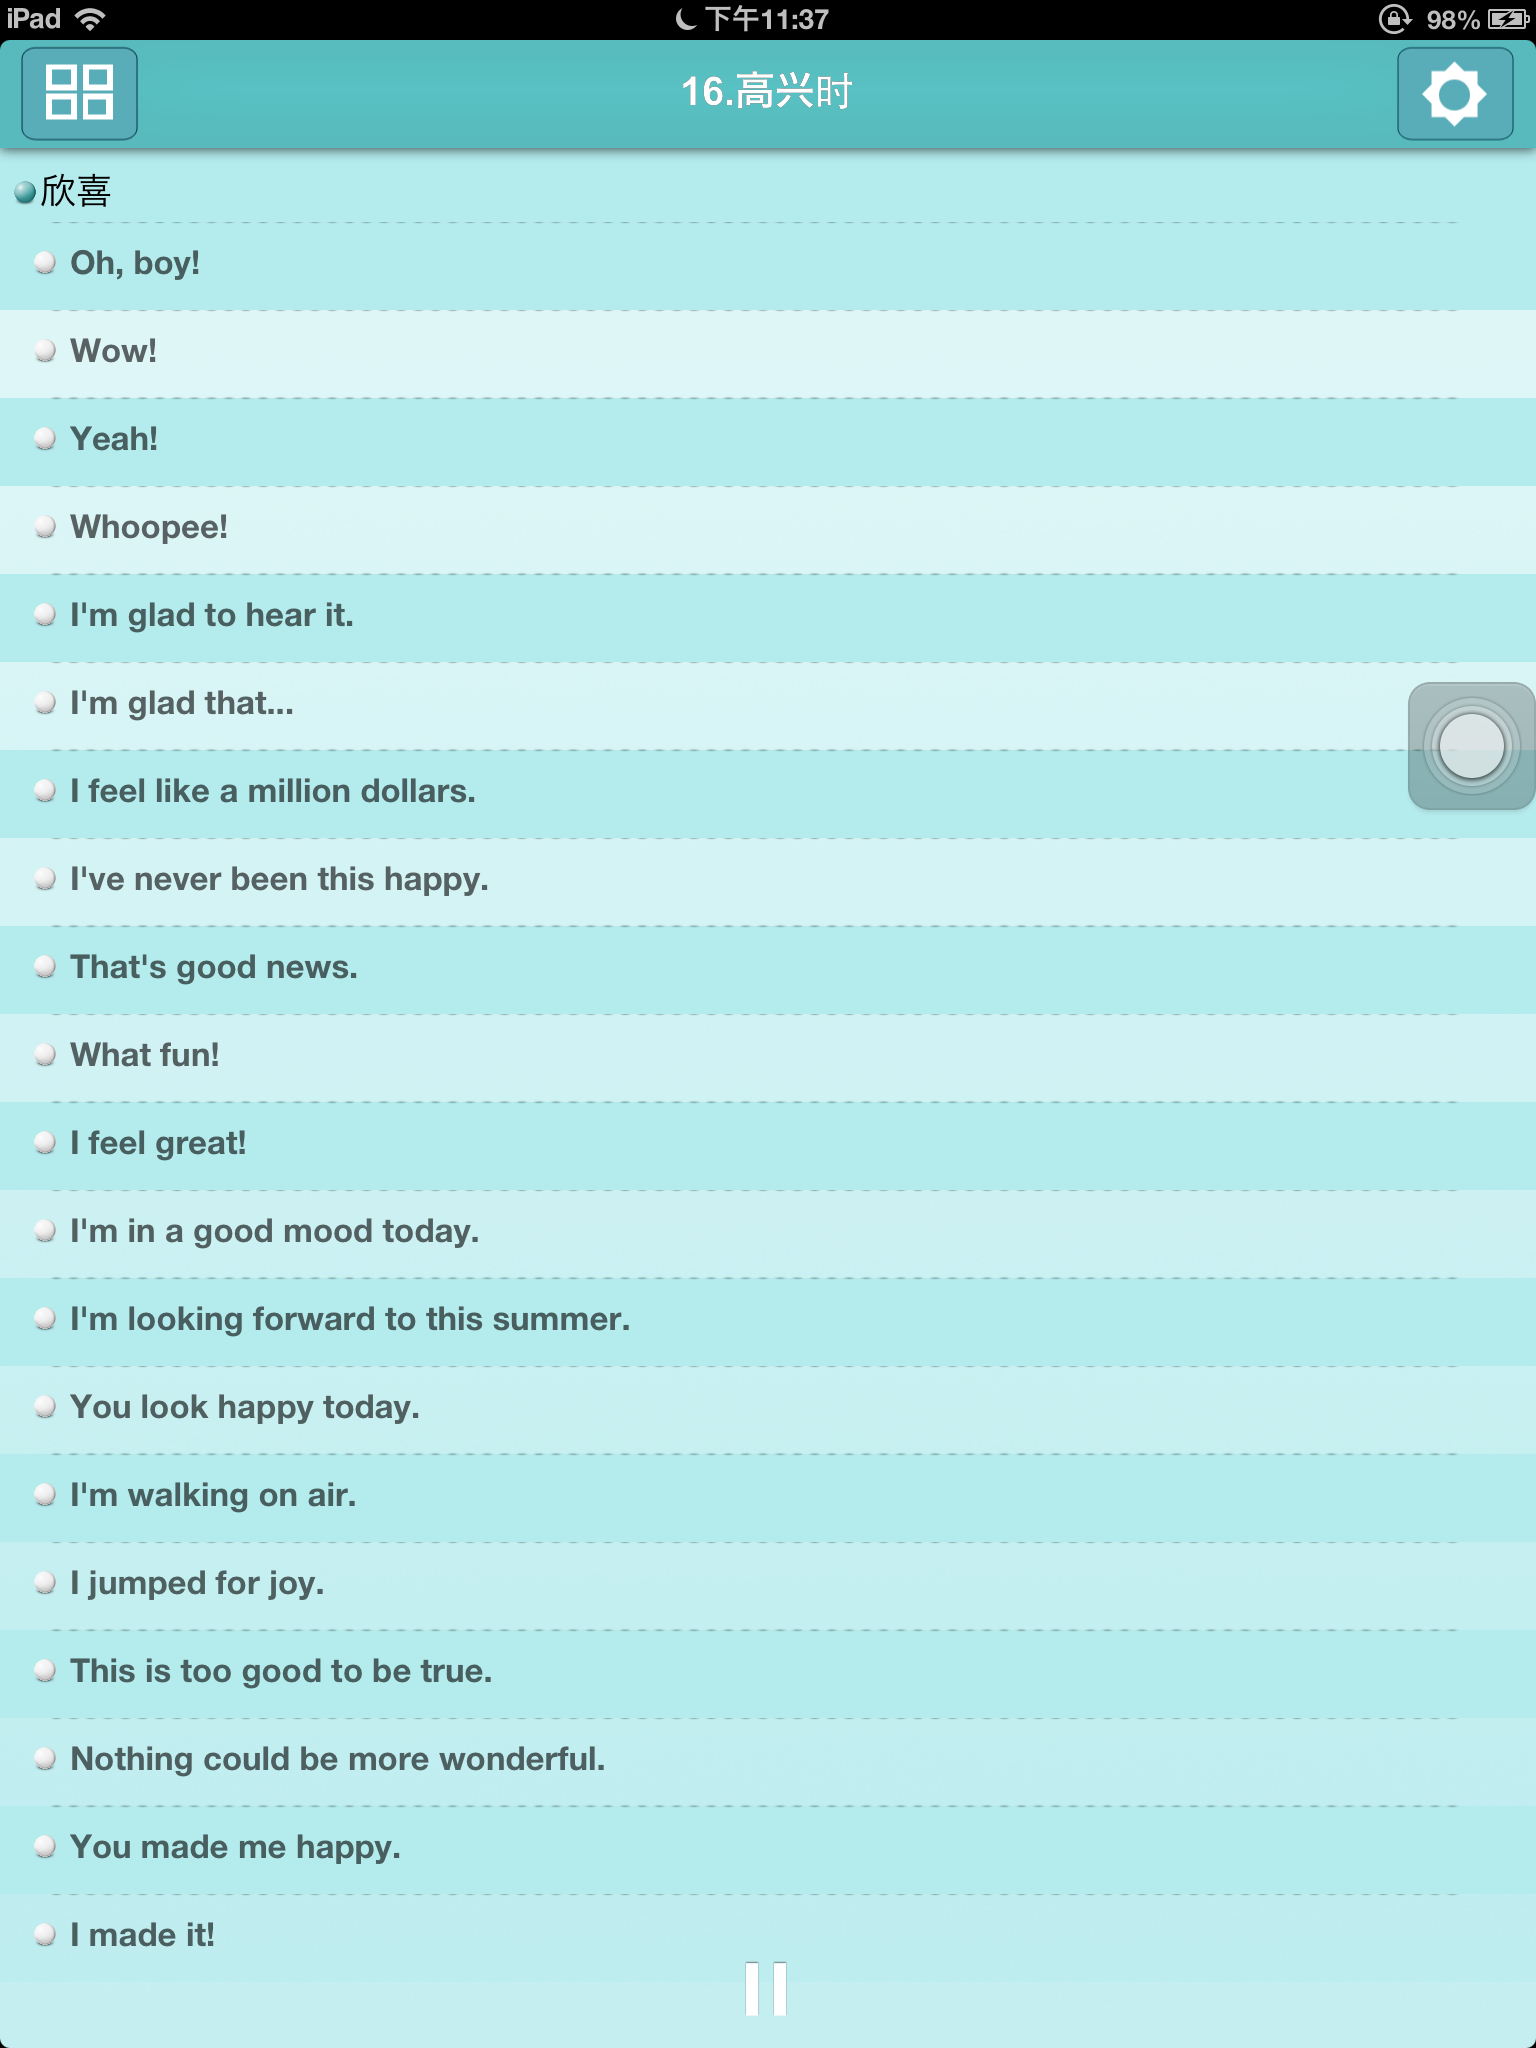 iPad 下午11:37 98%
16.高兴时
欣喜
Oh, boy!
Wow!
Yeah!
Whoopee!
I'm glad to hear it.
I'm glad that...
I feel like a million dollars.
I've never been this happy.
That's good news.
What fun!
I feel great!
I'm in a good mood today.
I'm looking forward to this summer.
You look happy today.
I'm walking on air.
I jumped for joy.
This is too good to be true.
Nothing could be more wonderful.
You made me happy.
I made it!